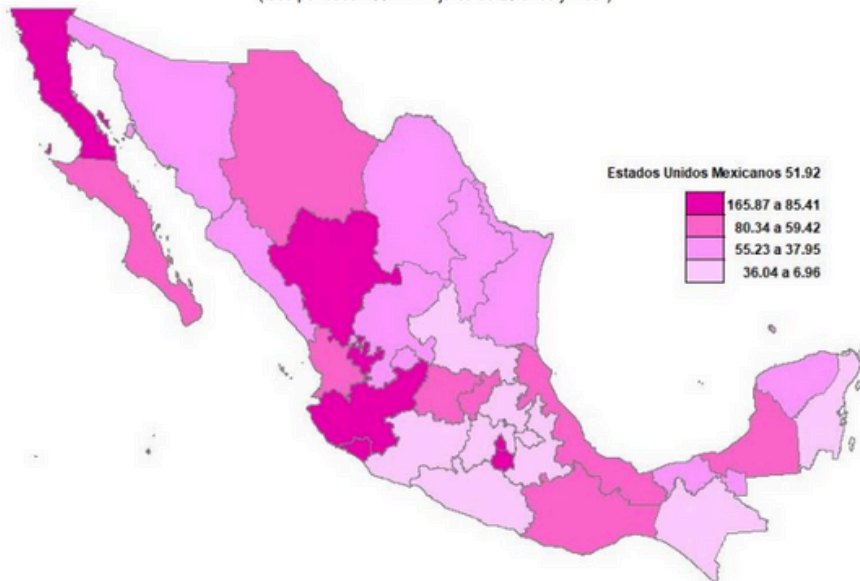 Estados Unidos Mexicanos 51.92
165.87 a 85.41
80.34 a 59.42
55.23 a 37.95
36.04 a 6.96